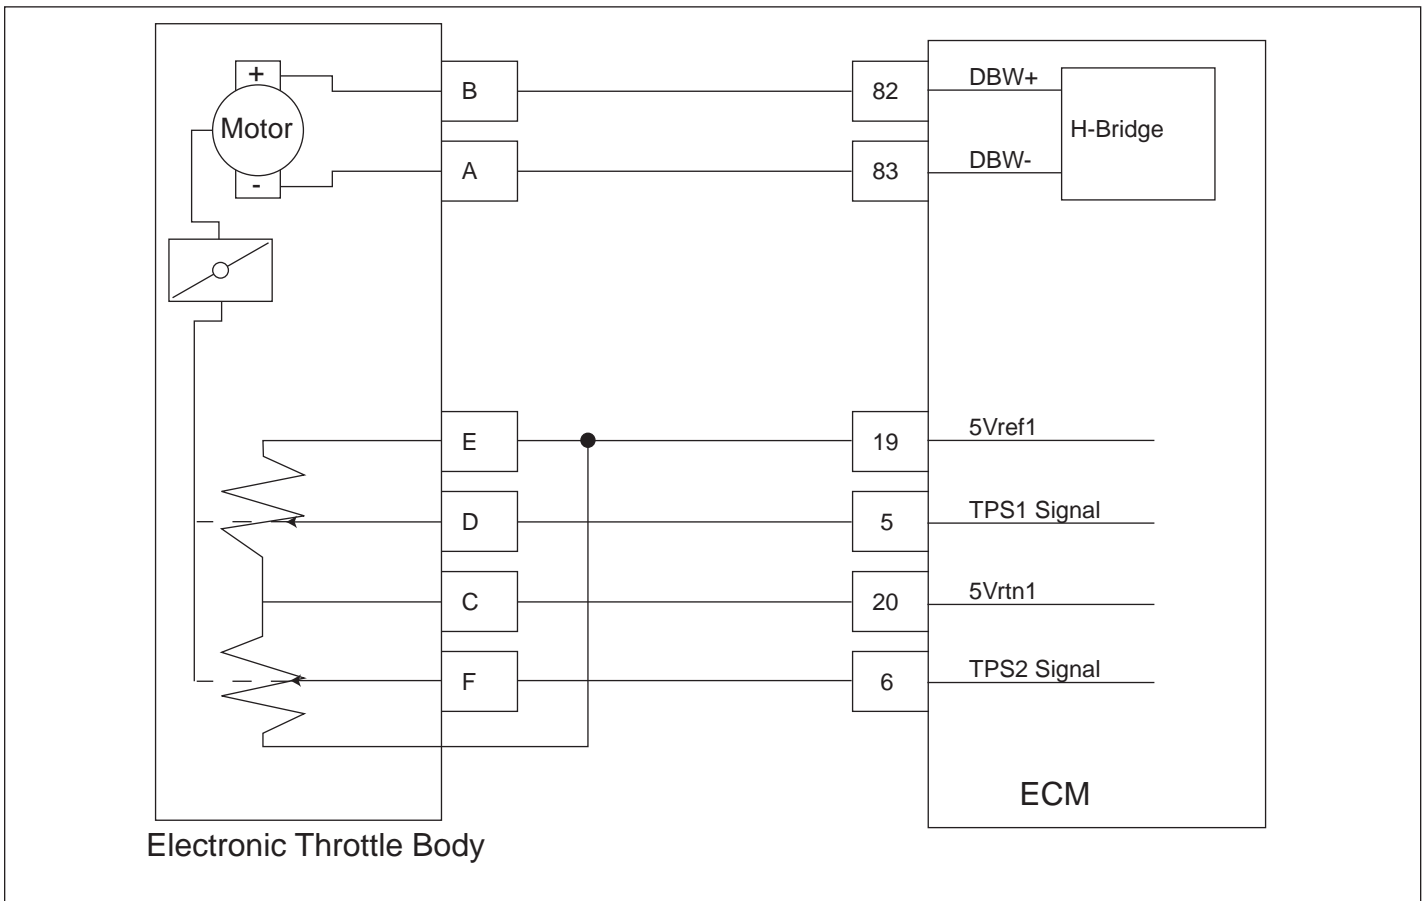 +
Motor
-
B
82
DBW+
H-Bridge
A
83
DBW-
E
19
5Vref1
D
5
TPS1 Signal
C
20
5Vrtn1
F
6
TPS2 Signal
ECM
Electronic Throttle Body